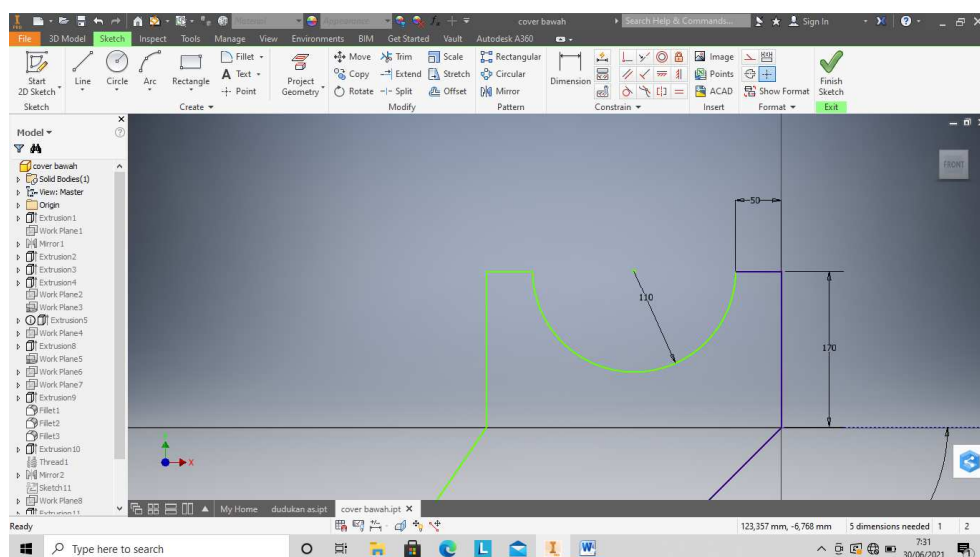 PRO
Material
Appearance
cover bawah
Search Help & Commands...
Sign In
File 3D Model Sketch Inspect Tools Manage View Environments BIM Get Started Vault Autodesk A360
Start 2D Sketch
Line
Circle
Arc
Rectangle
Fillet
Text
Point
Project Geometry
Move
Copy
Rotate
Trim
Extend
Split
Scale
Stretch
Offset
Rectangular
Circular
Mirror
Dimension
Image
Points
ACAD
Show Format
Finish Sketch
Sketch Create Modify Pattern Constrain Insert Format Exit
Model
cover bawah
Solid Bodies(1)
View: Master
Origin
Extrusion1
Work Plane1
Mirror1
Extrusion2
Extrusion3
Extrusion4
Work Plane2
Work Plane3
Extrusion5
Work Plane4
Extrusion8
Work Plane5
Work Plane6
Work Plane7
Extrusion9
Fillet1
Fillet2
Fillet3
Extrusion10
Thread1
Mirror2
Sketch11
Work Plane8
Extrusion11
FRONT
50
110
170
X
My Home dudukan as.ipt cover bawah.ipt
Ready
123,357 mm, -6,768 mm 5 dimensions needed 1 2
Type here to search
7:31
30/06/2021